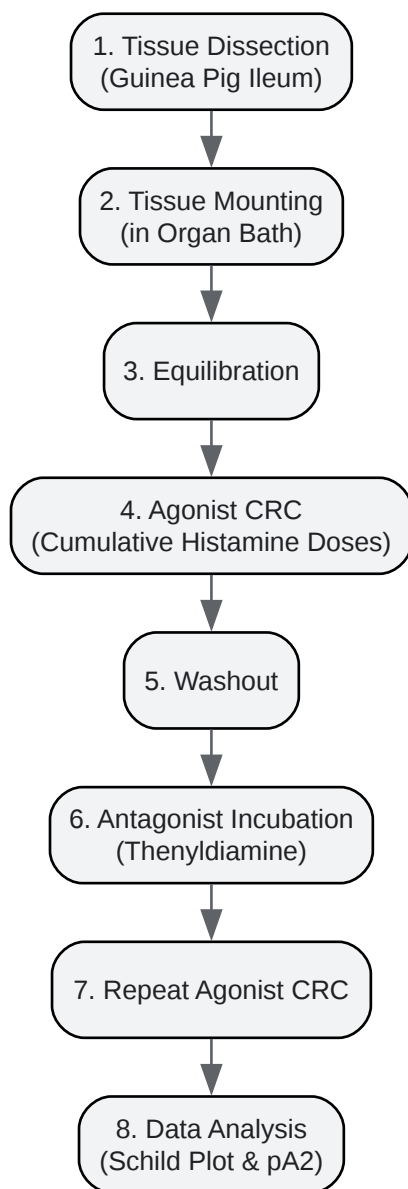 1. Tissue Dissection
(Guinea Pig Ileum)
2. Tissue Mounting
(in Organ Bath)
3. Equilibration
4. Agonist CRC
(Cumulative Histamine Doses)
5. Washout
6. Antagonist Incubation
(Thenyldiamine)
7. Repeat Agonist CRC
8. Data Analysis
(Schild Plot & pA2)